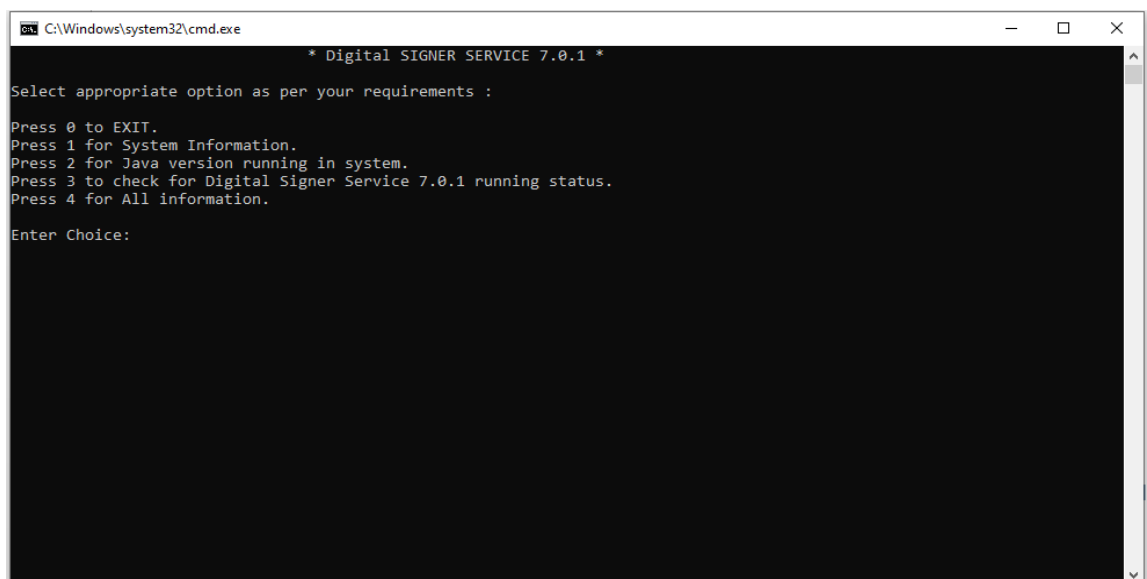 C:\Windows\system32\cmd.exe
* Digital SIGNER SERVICE 7.0.1 *
Select appropriate option as per your requirements :
Press 0 to EXIT.
Press 1 for System Information.
Press 2 for Java version running in system.
Press 3 to check for Digital Signer Service 7.0.1 running status.
Press 4 for All information.
Enter Choice: